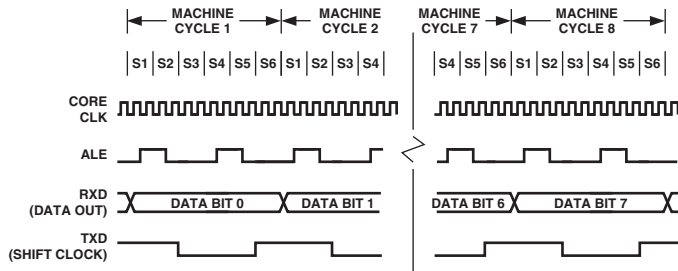 MACHINE CYCLE 1 MACHINE CYCLE 2 MACHINE CYCLE 7 MACHINE CYCLE 8
S1 S2 S3 S4 S5 S6 S1 S2 S3 S4 S4 S5 S6 S1 S2 S3 S4 S5 S6
CORE
CLK
ALE
RXD
(DATA OUT) DATA BIT 0 DATA BIT 1 DATA BIT 6 DATA BIT 7
TXD
(SHIFT CLOCK)